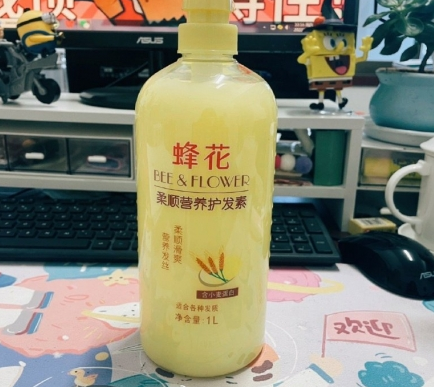 ASUS
蜂花
BEE & FLOWER
柔顺营养护发素
柔顺滑爽
营养发丝
含小麦蛋白
适合各种发质
净含量:1L
ASUS
欢迎